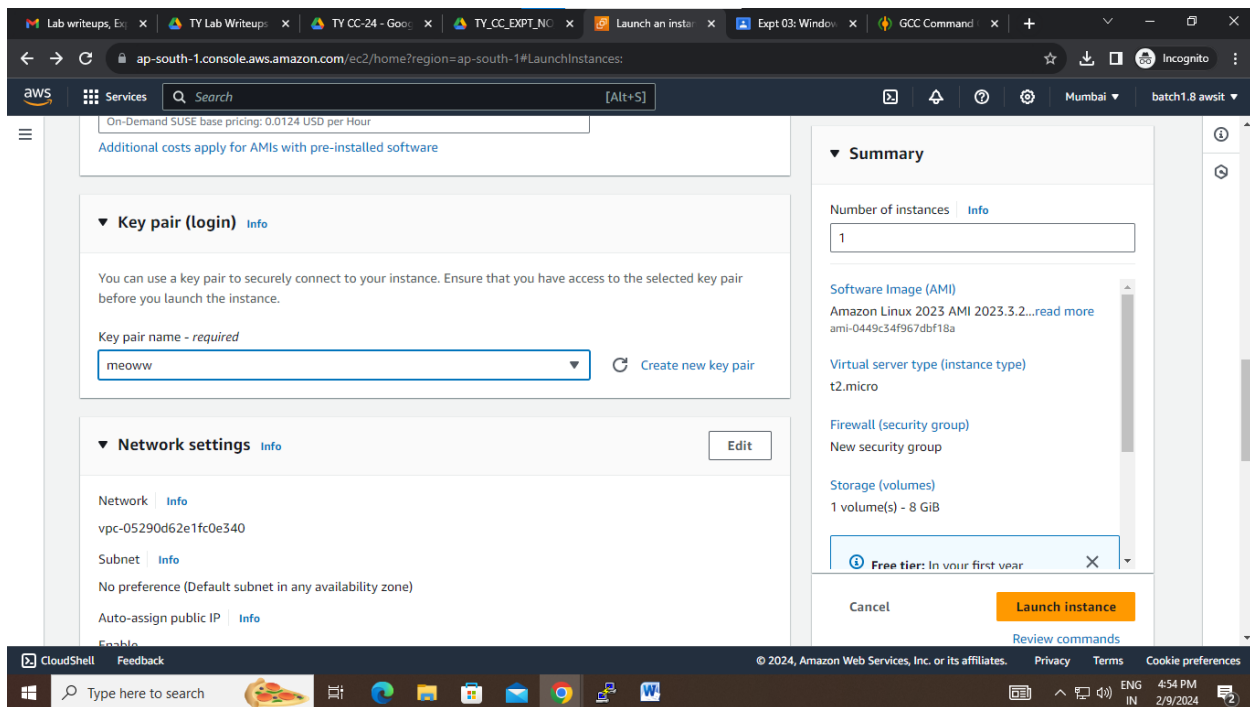 Lab writeups, Ex
TY Lab Writeups
TY CC-24 - Goog
TY_CC_EXPT_NO
Launch an instan
Expt 03: Window
GCC Command
ap-south-1.console.aws.amazon.com/ec2/home?region=ap-south-1#LaunchInstances:
Incognito
aws
Services
Search
[Alt+S]
Mumbai
batch1.8 awsit
On-Demand SUSE base pricing: 0.0124 USD per Hour
Additional costs apply for AMIs with pre-installed software
Key pair (login) Info
You can use a key pair to securely connect to your instance. Ensure that you have access to the selected key pair
before you launch the instance.
Key pair name - required
meoww
Create new key pair
Network settings Info
Edit
Network Info
vpc-05290d62e1fc0e340
Subnet Info
No preference (Default subnet in any availability zone)
Auto-assign public IP Info
Enable
Summary
Number of instances Info
1
Software Image (AMI)
Amazon Linux 2023 AMI 2023.3.2...read more
ami-0449c34f967dbf18a
Virtual server type (instance type)
t2.micro
Firewall (security group)
New security group
Storage (volumes)
1 volume(s) - 8 GiB
Free tier: In your first year
Cancel
Launch instance
Review commands
CloudShell
Feedback
© 2024, Amazon Web Services, Inc. or its affiliates.
Privacy
Terms
Cookie preferences
Type here to search
ENG
IN
4:54 PM
2/9/2024
2